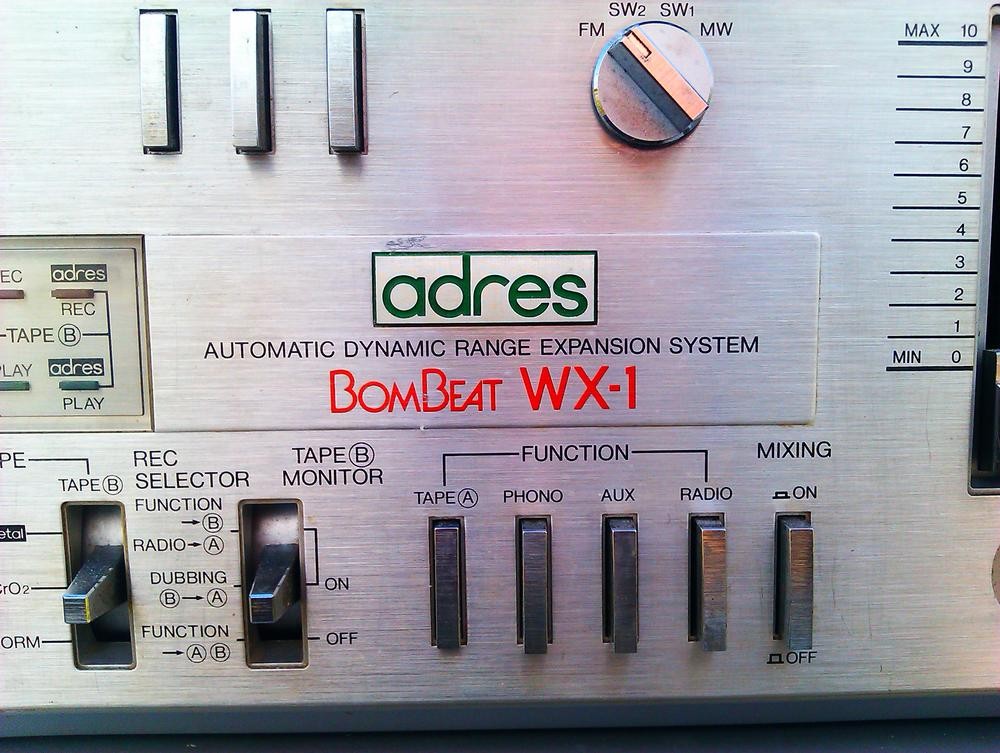 SW2 SW1
FM MW
MAX 10
9
8
7
6
5
4
3
2
1
MIN 0
EC adres
REC
TAPE Ⓑ
LAY adres
PLAY
adres
AUTOMATIC DYNAMIC RANGE EXPANSION SYSTEM
BOMBEAT WX-1
PE
TAPE Ⓑ
etal
CrO2
ORM
REC
SELECTOR
FUNCTION
→Ⓑ
RADIO→Ⓐ
DUBBING
Ⓑ→Ⓐ
FUNCTION
→ⒶⒷ
TAPE Ⓑ
MONITOR
ON
OFF
FUNCTION
TAPE Ⓐ PHONO AUX RADIO
MIXING
ON
OFF